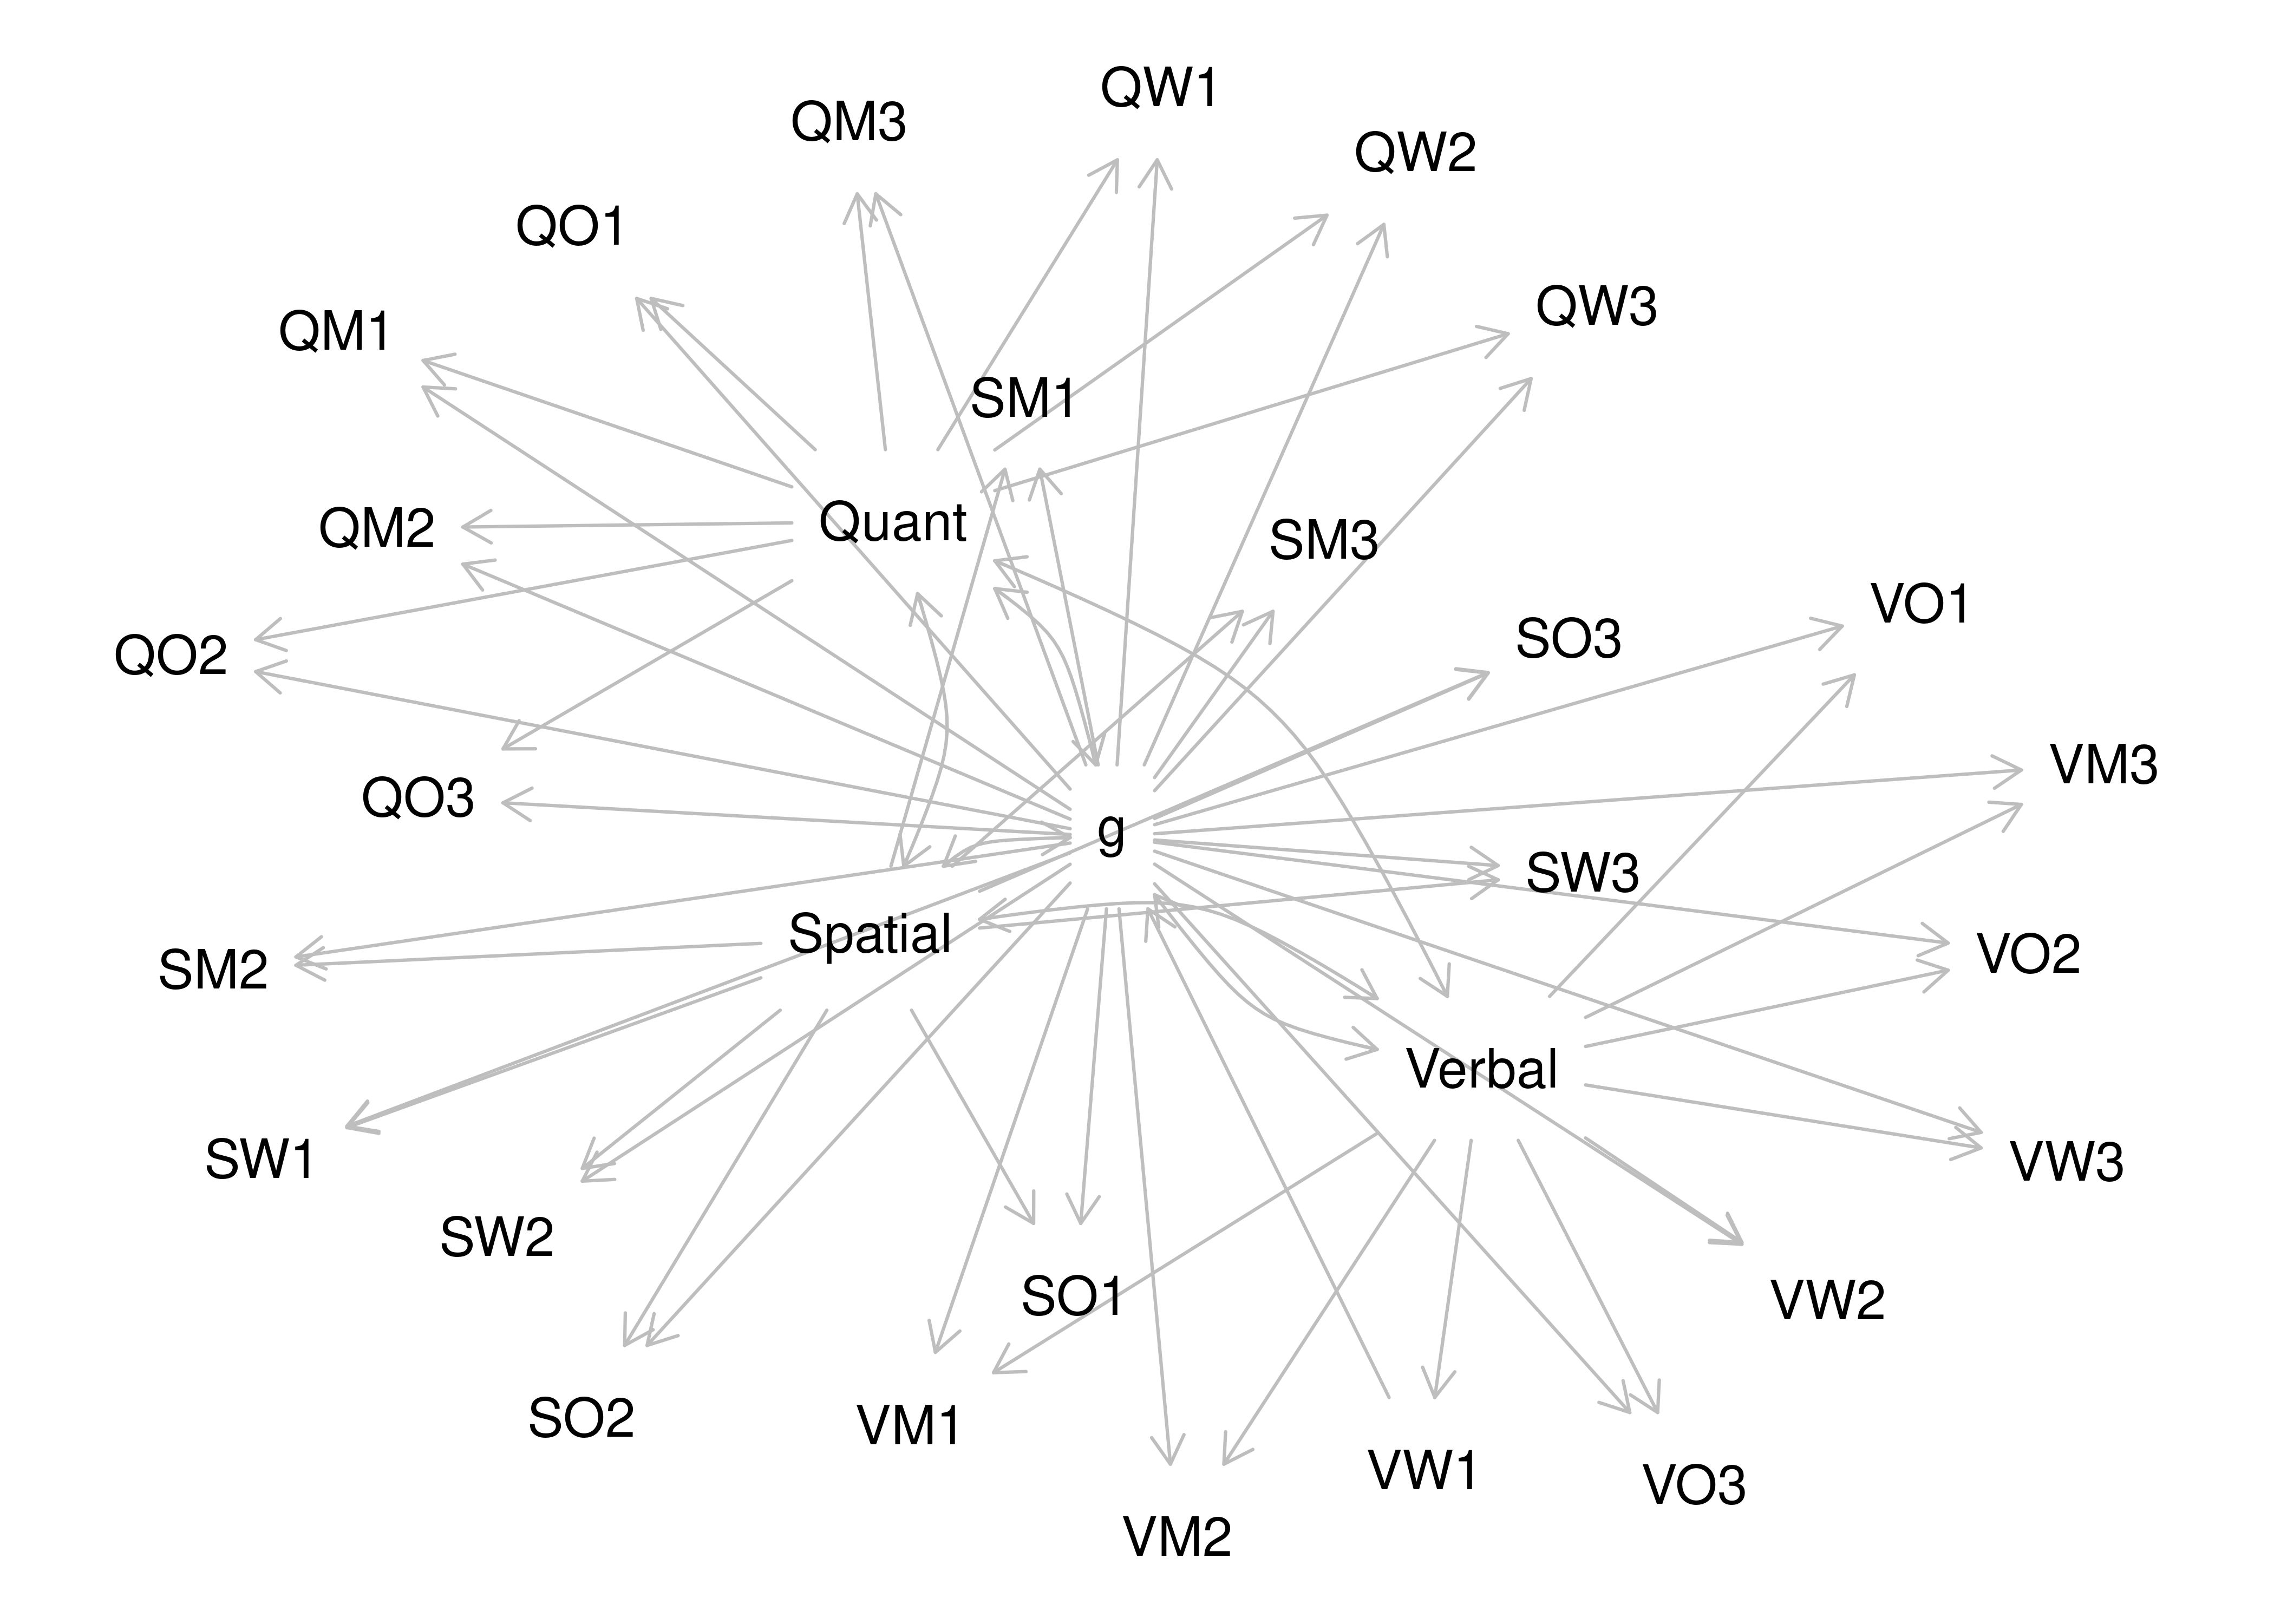 QW1
QM3
QW2
QO1
QW3
QM1
SM1
Quant
QM2
SM3
VO1
SO3
QO2
VM3
QO3
g
SW3
Spatial
VO2
SM2
Verbal
SW1
VW3
SW2
SO1
VW2
SO2
VM1
VW1
VO3
VM2